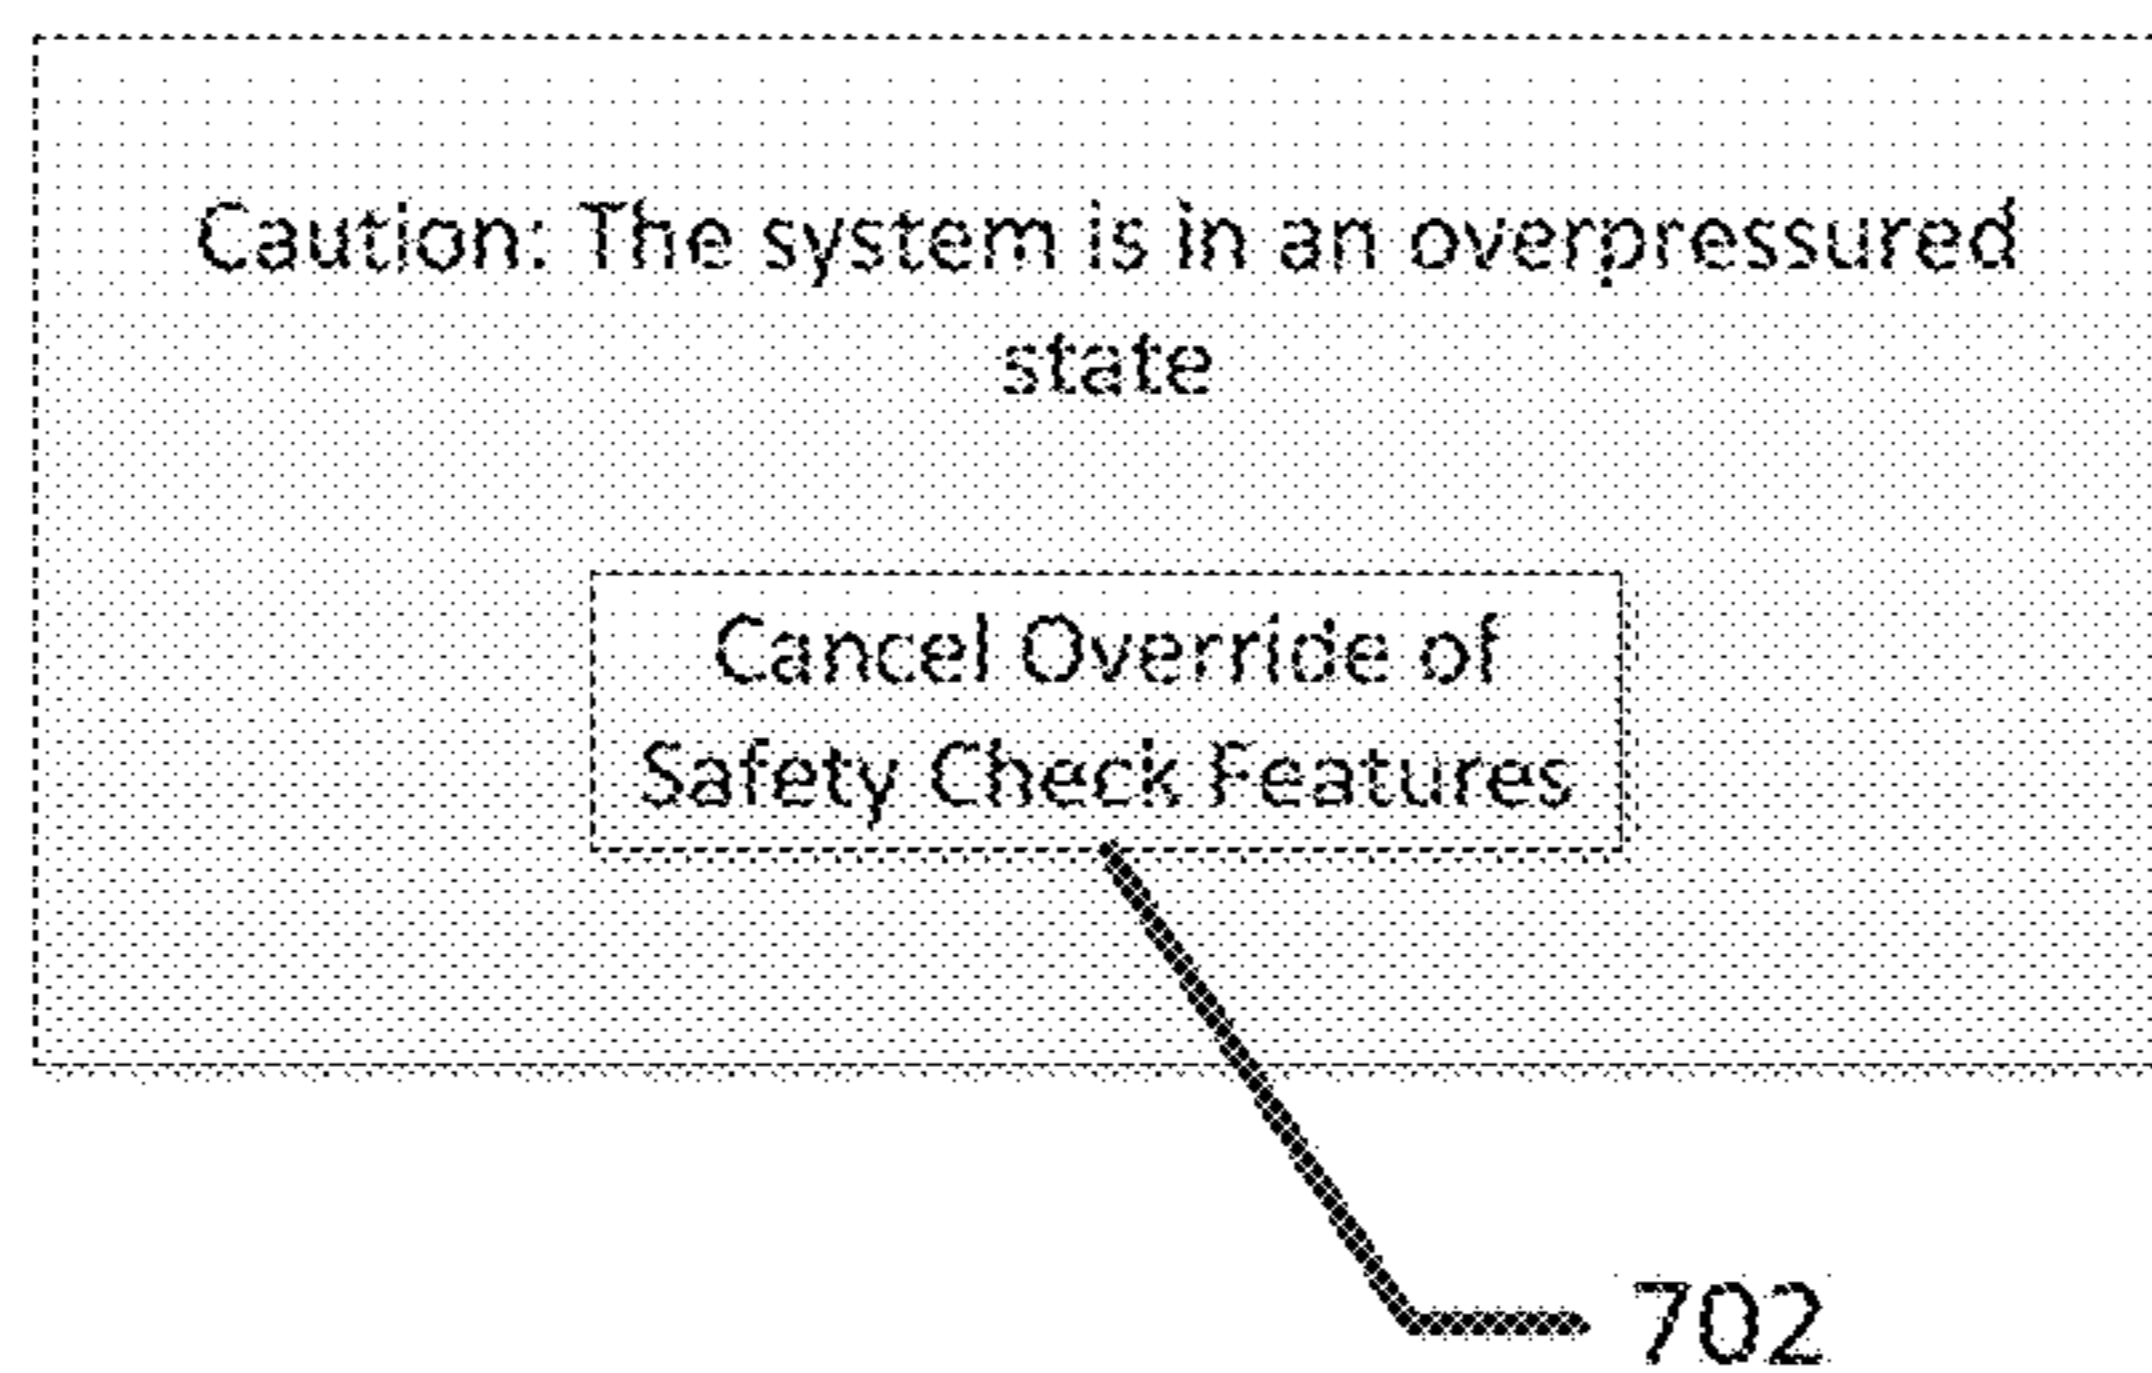 Caution: The system is in an overpressured
state
Cancel Override of
Safety Check Features
702